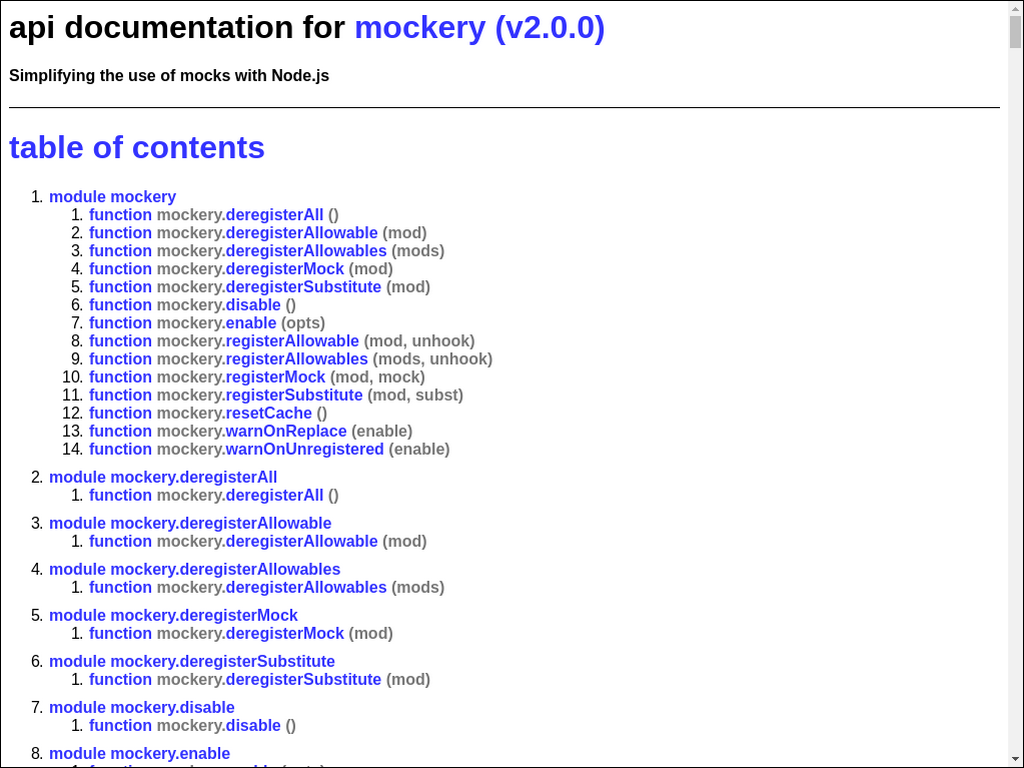 api documentation for mockery (v2.0.0)
Simplifying the use of mocks with Node.js
table of contents
1. module mockery
1. function mockery.deregisterAll ()
2. function mockery.deregisterAllowable (mod)
3. function mockery.deregisterAllowables (mods)
4. function mockery.deregisterMock (mod)
5. function mockery.deregisterSubstitute (mod)
6. function mockery.disable ()
7. function mockery.enable (opts)
8. function mockery.registerAllowable (mod, unhook)
9. function mockery.registerAllowables (mods, unhook)
10. function mockery.registerMock (mod, mock)
11. function mockery.registerSubstitute (mod, subst)
12. function mockery.resetCache ()
13. function mockery.warnOnReplace (enable)
14. function mockery.warnOnUnregistered (enable)
2. module mockery.deregisterAll
1. function mockery.deregisterAll ()
3. module mockery.deregisterAllowable
1. function mockery.deregisterAllowable (mod)
4. module mockery.deregisterAllowables
1. function mockery.deregisterAllowables (mods)
5. module mockery.deregisterMock
1. function mockery.deregisterMock (mod)
6. module mockery.deregisterSubstitute
1. function mockery.deregisterSubstitute (mod)
7. module mockery.disable
1. function mockery.disable ()
8. module mockery.enable